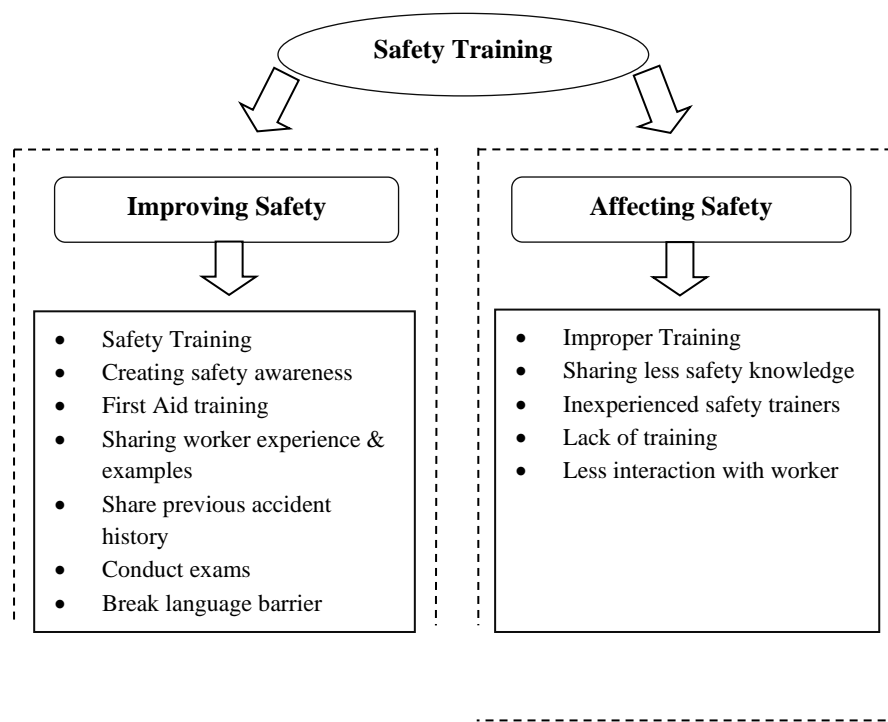 Safety Training
Improving Safety
• Safety Training
• Creating safety awareness
• First Aid training
• Sharing worker experience &
examples
• Share previous accident
history
• Conduct exams
• Break language barrier
Affecting Safety
• Improper Training
• Sharing less safety knowledge
• Inexperienced safety trainers
• Lack of training
• Less interaction with worker